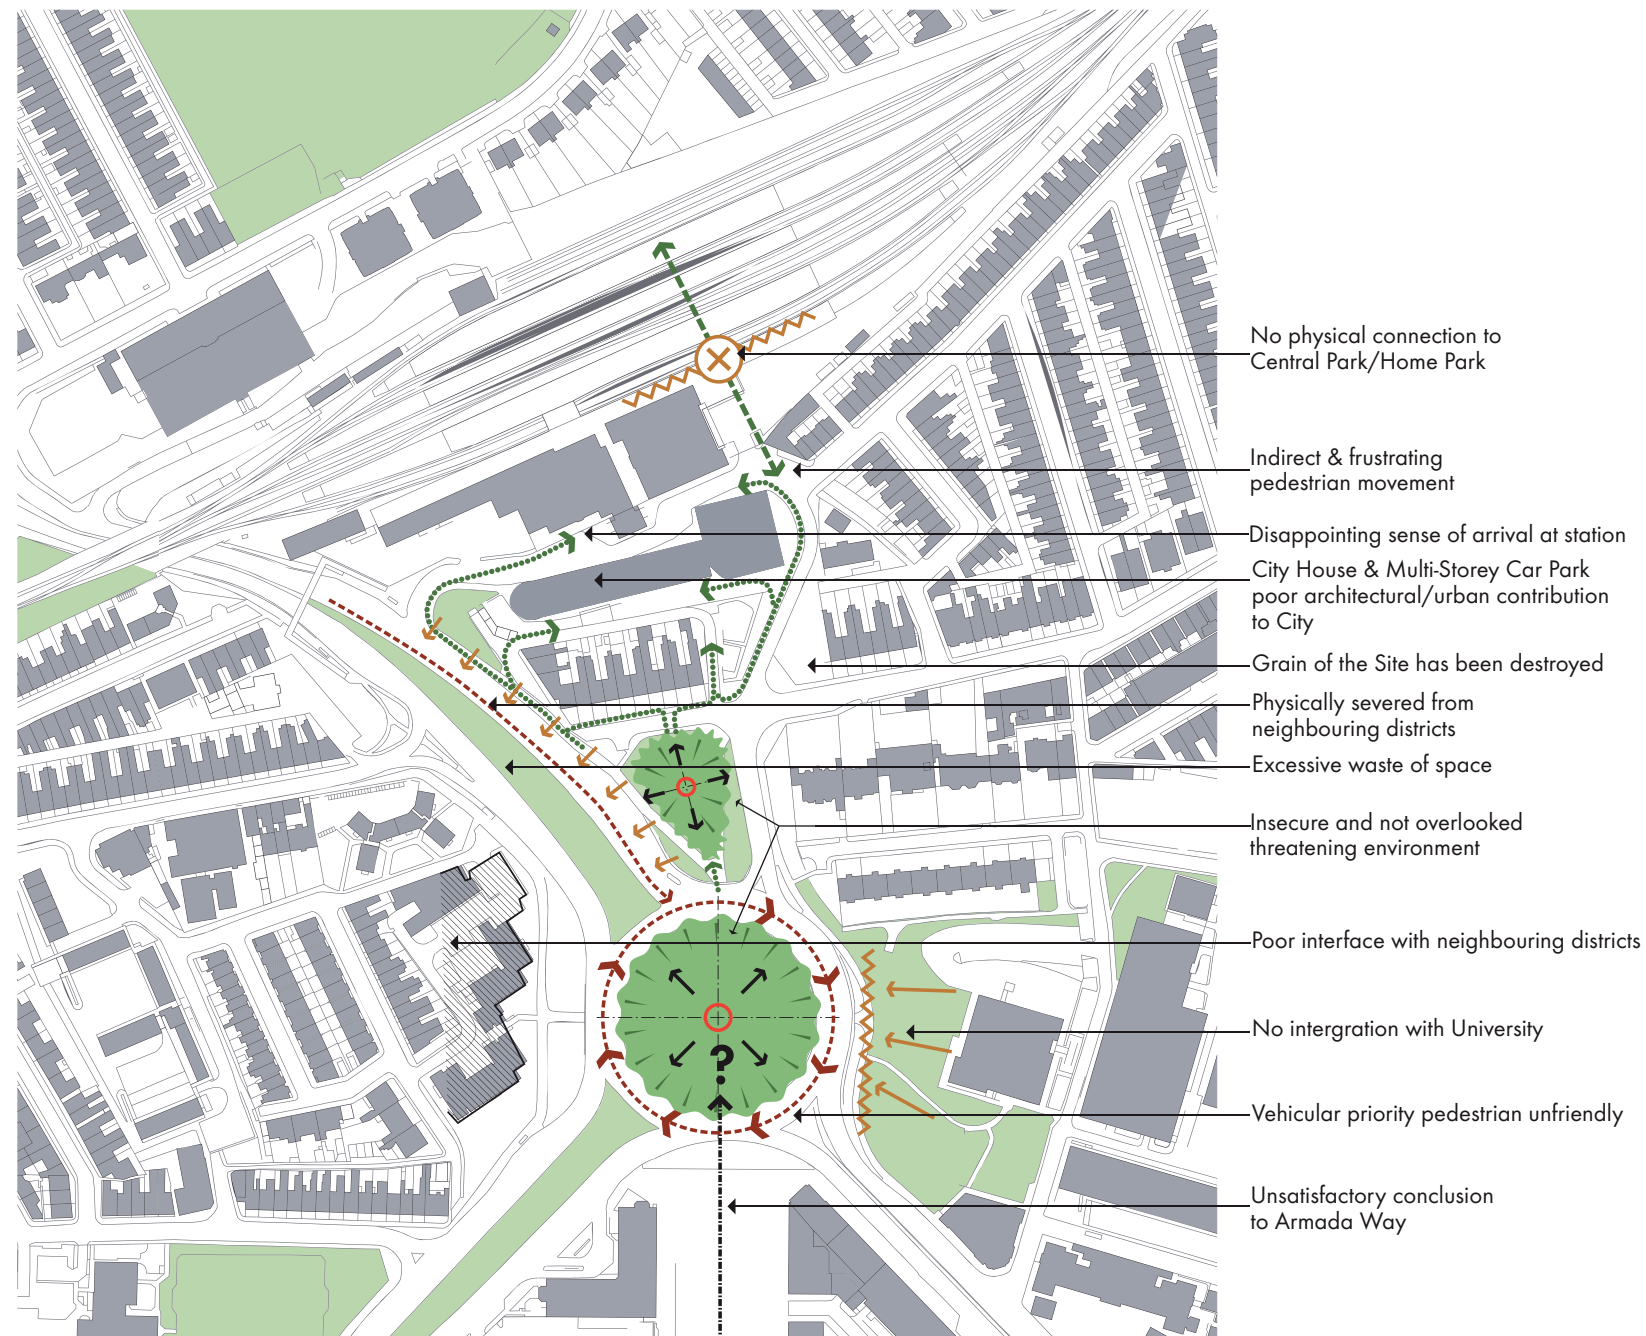 No physical connection to
Central Park/Home Park
Indirect & frustrating
pedestrian movement
Disappointing sense of arrival at station
City House & Multi-Storey Car Park
poor architectural/urban contribution
to City
Grain of the Site has been destroyed
Physically severed from
neighbouring districts
Excessive waste of space
Insecure and not overlooked
threatening environment
Poor interface with neighbouring districts
No intergration with University
?
Vehicular priority pedestrian unfriendly
Unsatisfactory conclusion
to Armada Way